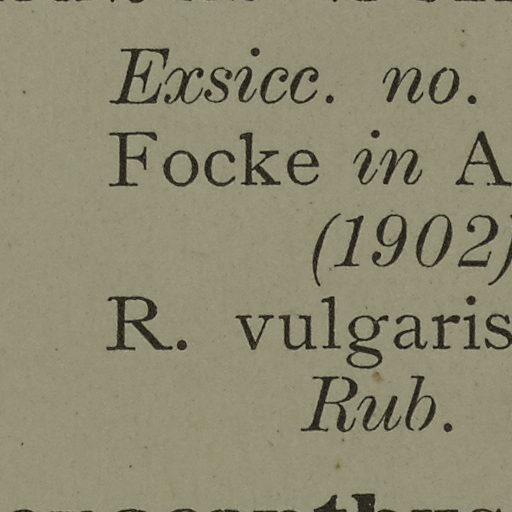 Exsicc. no.
Focke in A
(1902)
R. vulgaris
Rub.